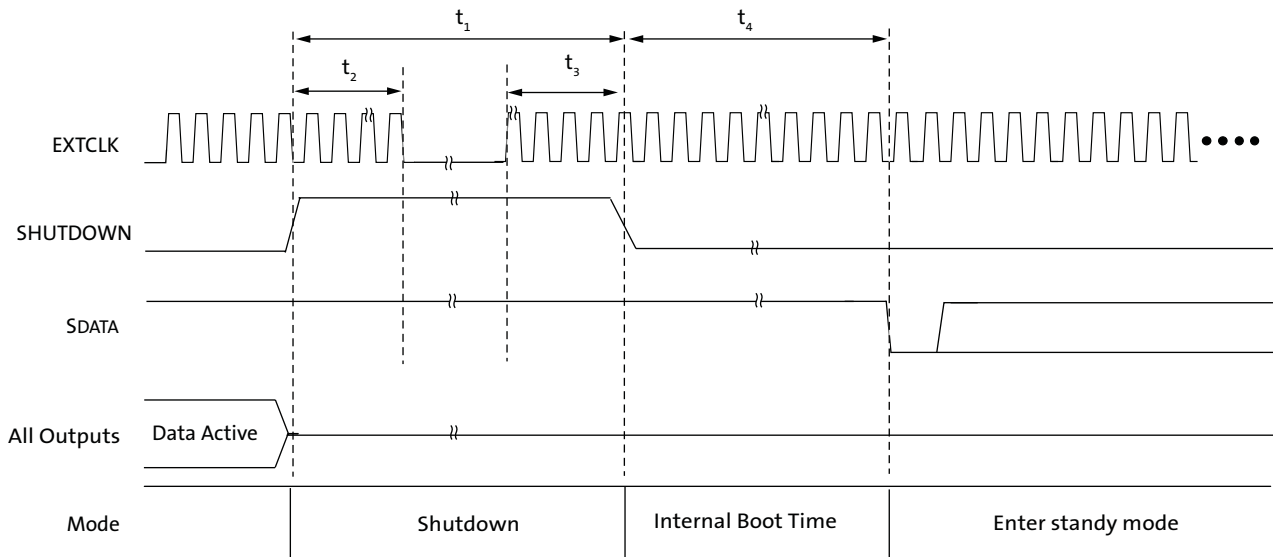 t₁
t₄
t₂
t₃
EXTCLK
SHUTDOWN
SDATA
All Outputs Data Active
Mode Shutdown Internal Boot Time Enter standy mode